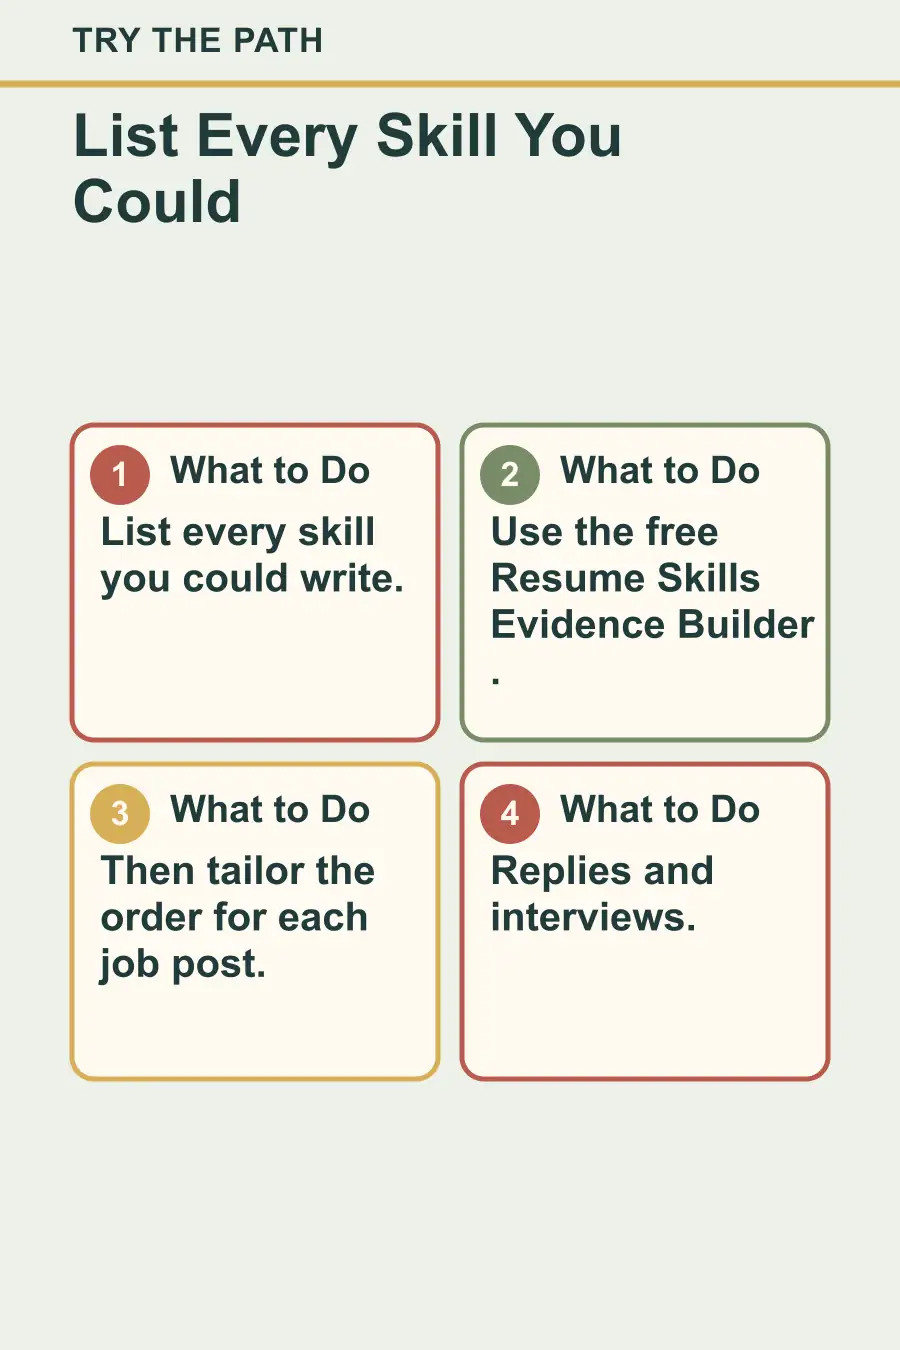 TRY THE PATH
List Every Skill You
Could
1 What to Do
List every skill
you could write.
2 What to Do
Use the free
Resume Skills
Evidence Builder
.
3 What to Do
Then tailor the
order for each
job post.
4 What to Do
Replies and
interviews.